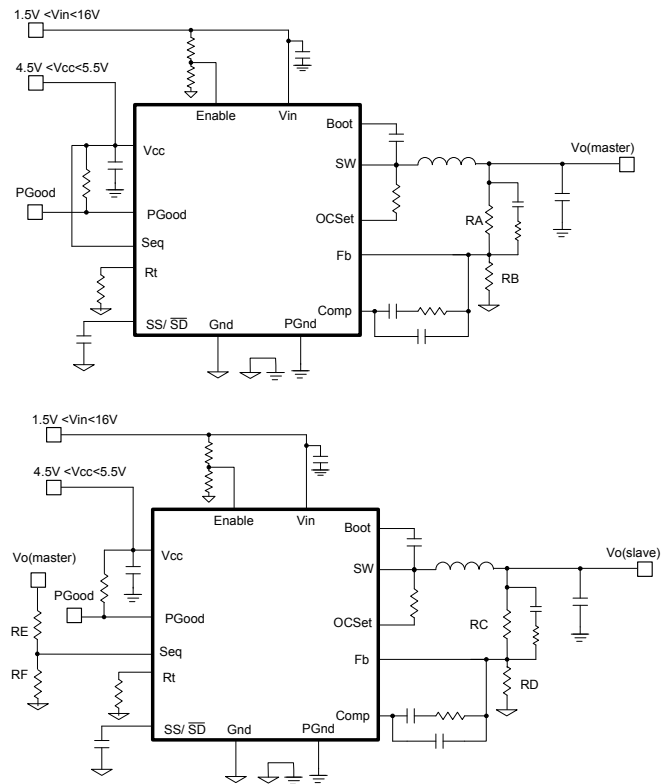 1.5V <Vin<16V
4.5V <Vcc<5.5V
Enable
Vin
Boot
Vcc
SW
Vo(master)
PGood
PGood
OCSet
RA
Seq
Fb
Rt
RB
Comp
SS/ SD
Gnd
PGnd
1.5V <Vin<16V
4.5V <Vcc<5.5V
Enable
Vin
Boot
Vo(master)
Vcc
SW
Vo(slave)
PGood
PGood
OCSet
RC
RE
Seq
Fb
RF
Rt
RD
Comp
SS/ SD
Gnd
PGnd